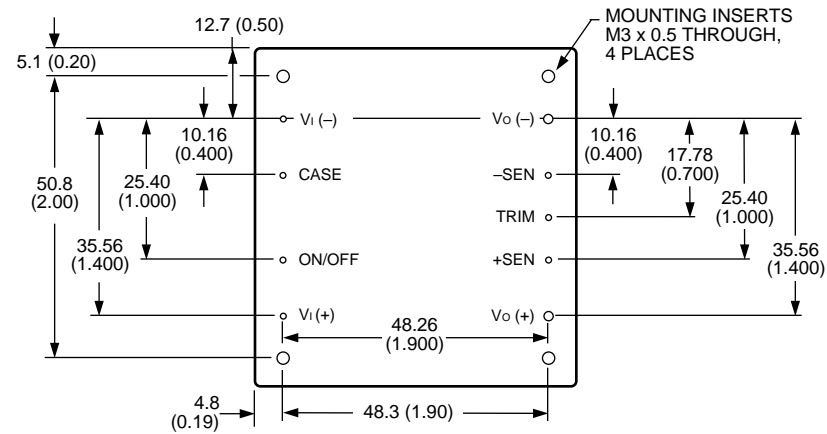 12.7 (0.50)
MOUNTING INSERTS
M3 x 0.5 THROUGH,
4 PLACES
5.1 (0.20)
VI (–)
VO (–)
10.16
(0.400)
10.16
(0.400)
17.78
(0.700)
CASE
–SEN
50.8
(2.00)
25.40
(1.000)
25.40
(1.000)
TRIM
35.56
(1.400)
35.56
(1.400)
ON/OFF
+SEN
VI (+)
VO (+)
48.26
(1.900)
4.8
(0.19)
48.3 (1.90)